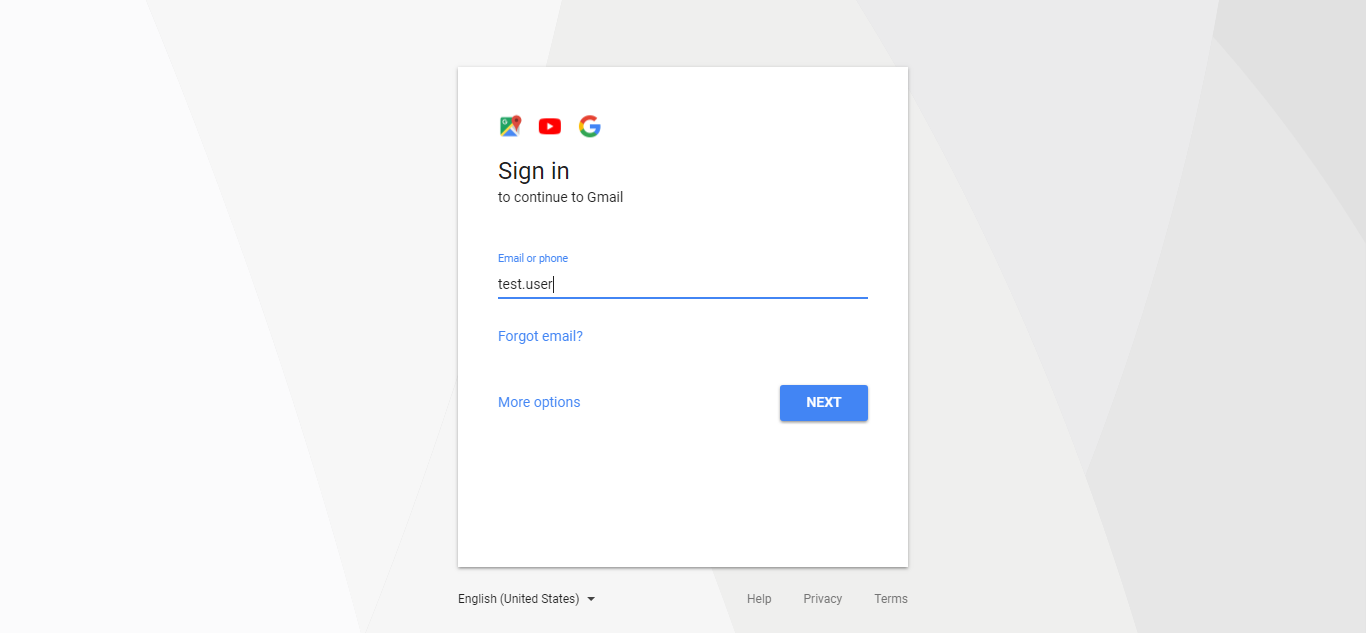 Sign in
to continue to Gmail
Email or phone
test.user
Forgot email?
More options
NEXT
English (United States)
Help Privacy Terms